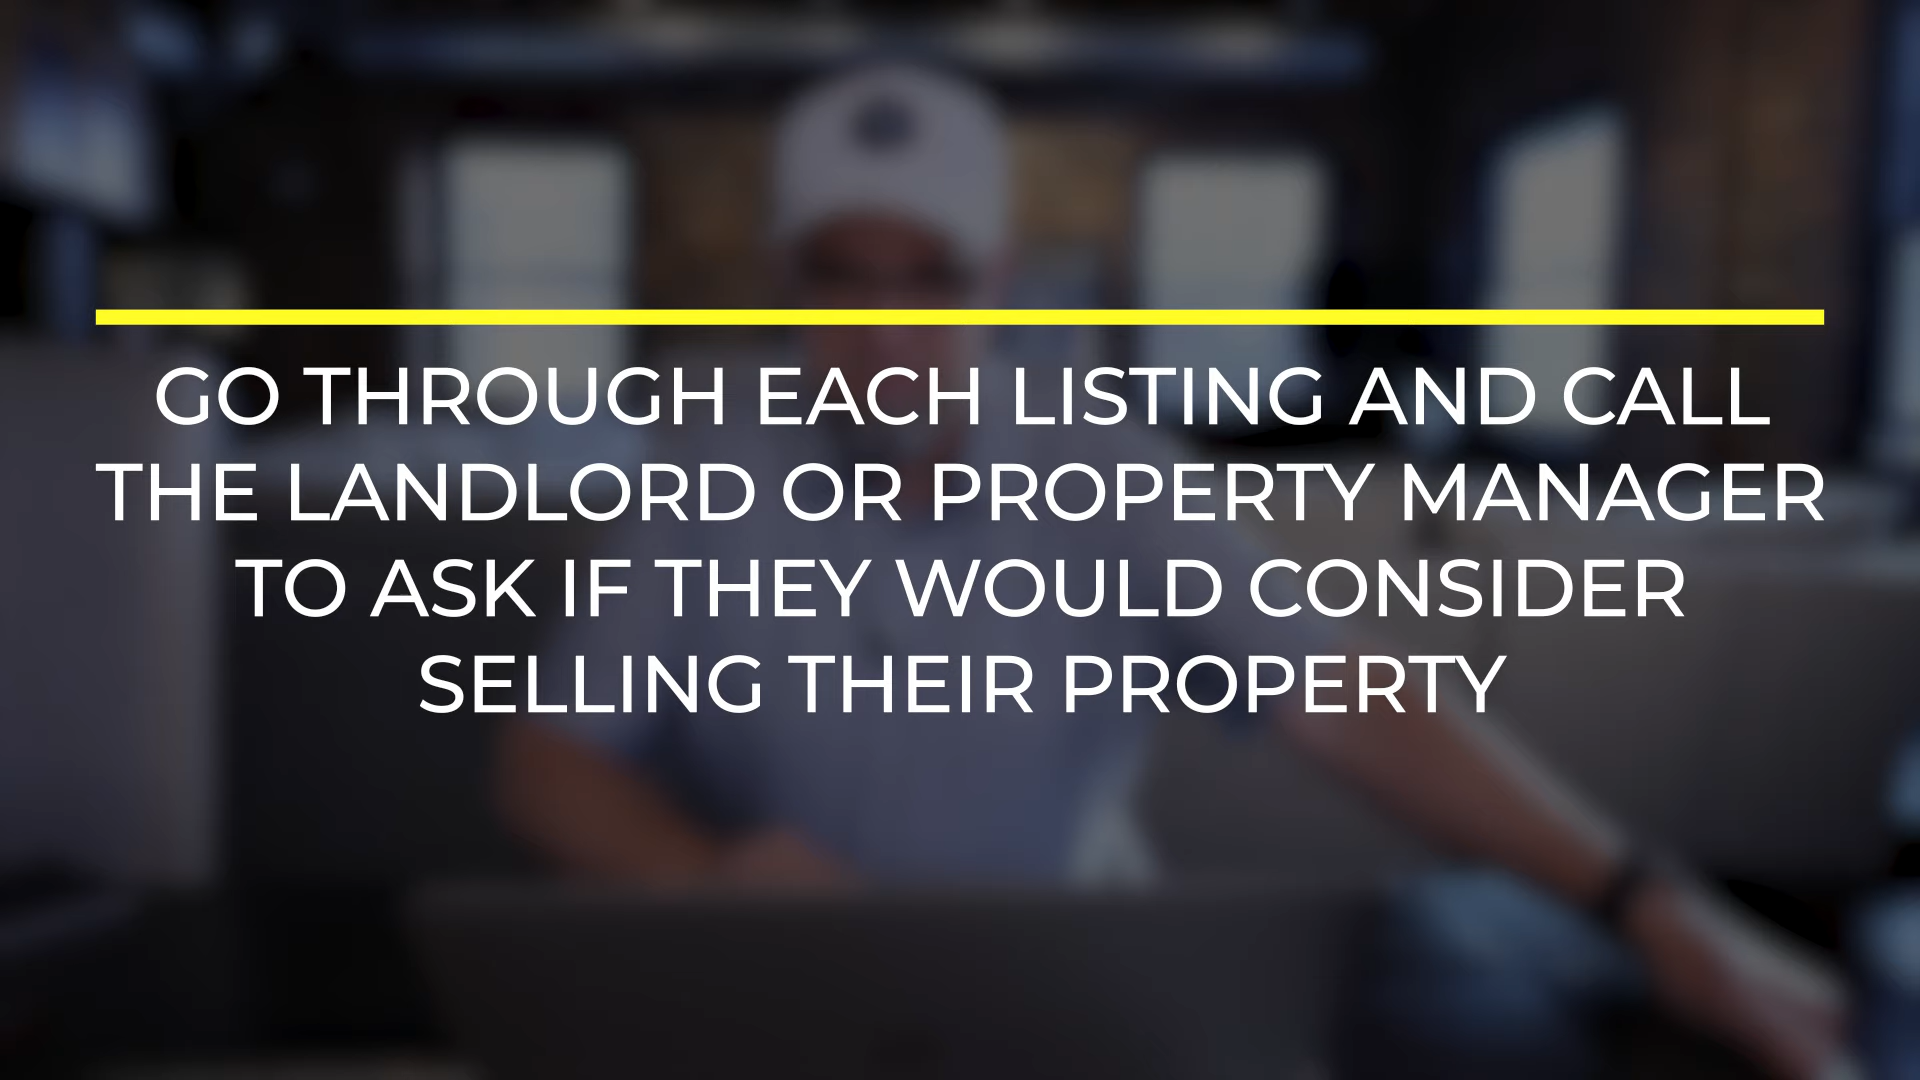 GO THROUGH EACH LISTING AND CALL
THE LANDLORD OR PROPERTY MANAGER
TO ASK IF THEY WOULD CONSIDER
SELLING THEIR PROPERTY